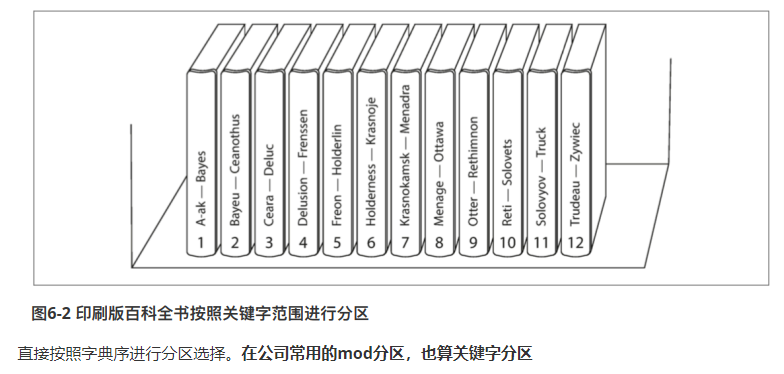 A-ak — Bayes
1
Bayeu — Ceanothus
2
Ceara — Deluc
3
Delusion — Frenssen
4
Freon — Holderlin
5
Holderness — Krasnoje
6
Krasnokamsk — Menadra
7
Menage — Ottawa
8
Otter — Rethimnon
9
Reti — Solovets
10
Solovyov — Truck
11
Trudeau — Zywiec
12
图6-2 印刷版百科全书按照关键字范围进行分区
直接按照字典序进行分区选择。在公司常用的mod分区，也算关键字分区